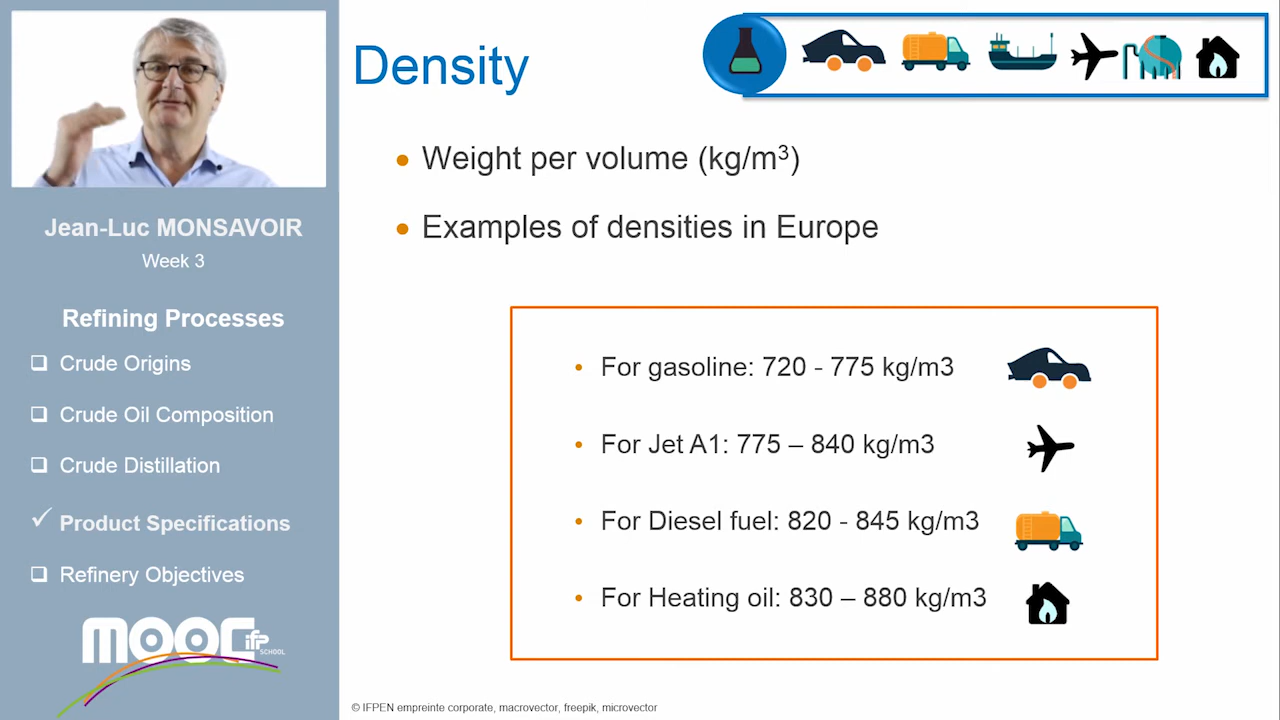 Density
• Weight per volume (kg/m³)
• Examples of densities in Europe
• For gasoline: 720 - 775 kg/m3
• For Jet A1: 775 – 840 kg/m3
• For Diesel fuel: 820 - 845 kg/m3
• For Heating oil: 830 – 880 kg/m3
Jean-Luc MONSAVOIR
Week 3
Refining Processes
❑ Crude Origins
❑ Crude Oil Composition
❑ Crude Distillation
✓ Product Specifications
❑ Refinery Objectives
MOOC ifp SCHOOL
© IFPEN empreinte corporate, macrovector, freepik, microvector